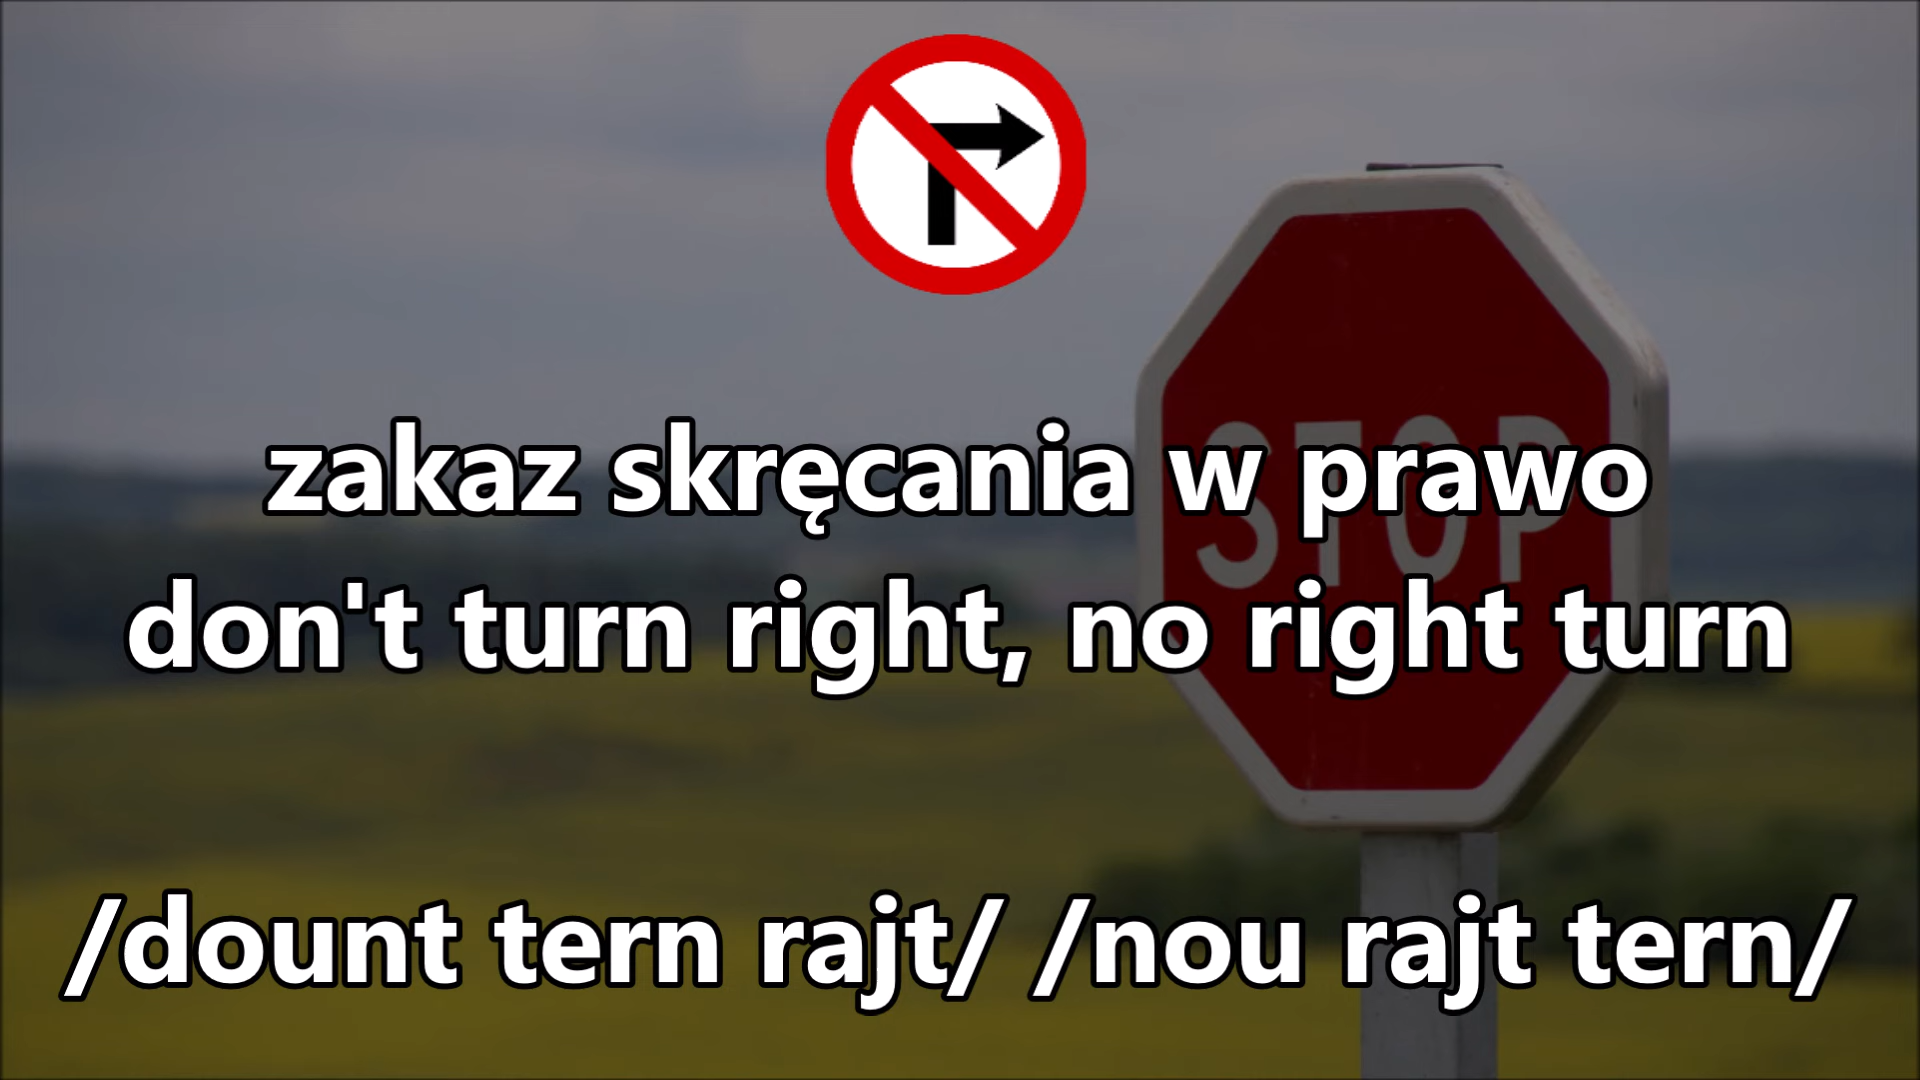 STOP
zakaz skręcania w prawo
don't turn right, no right turn
/dount tern rajt/ /nou rajt tern/